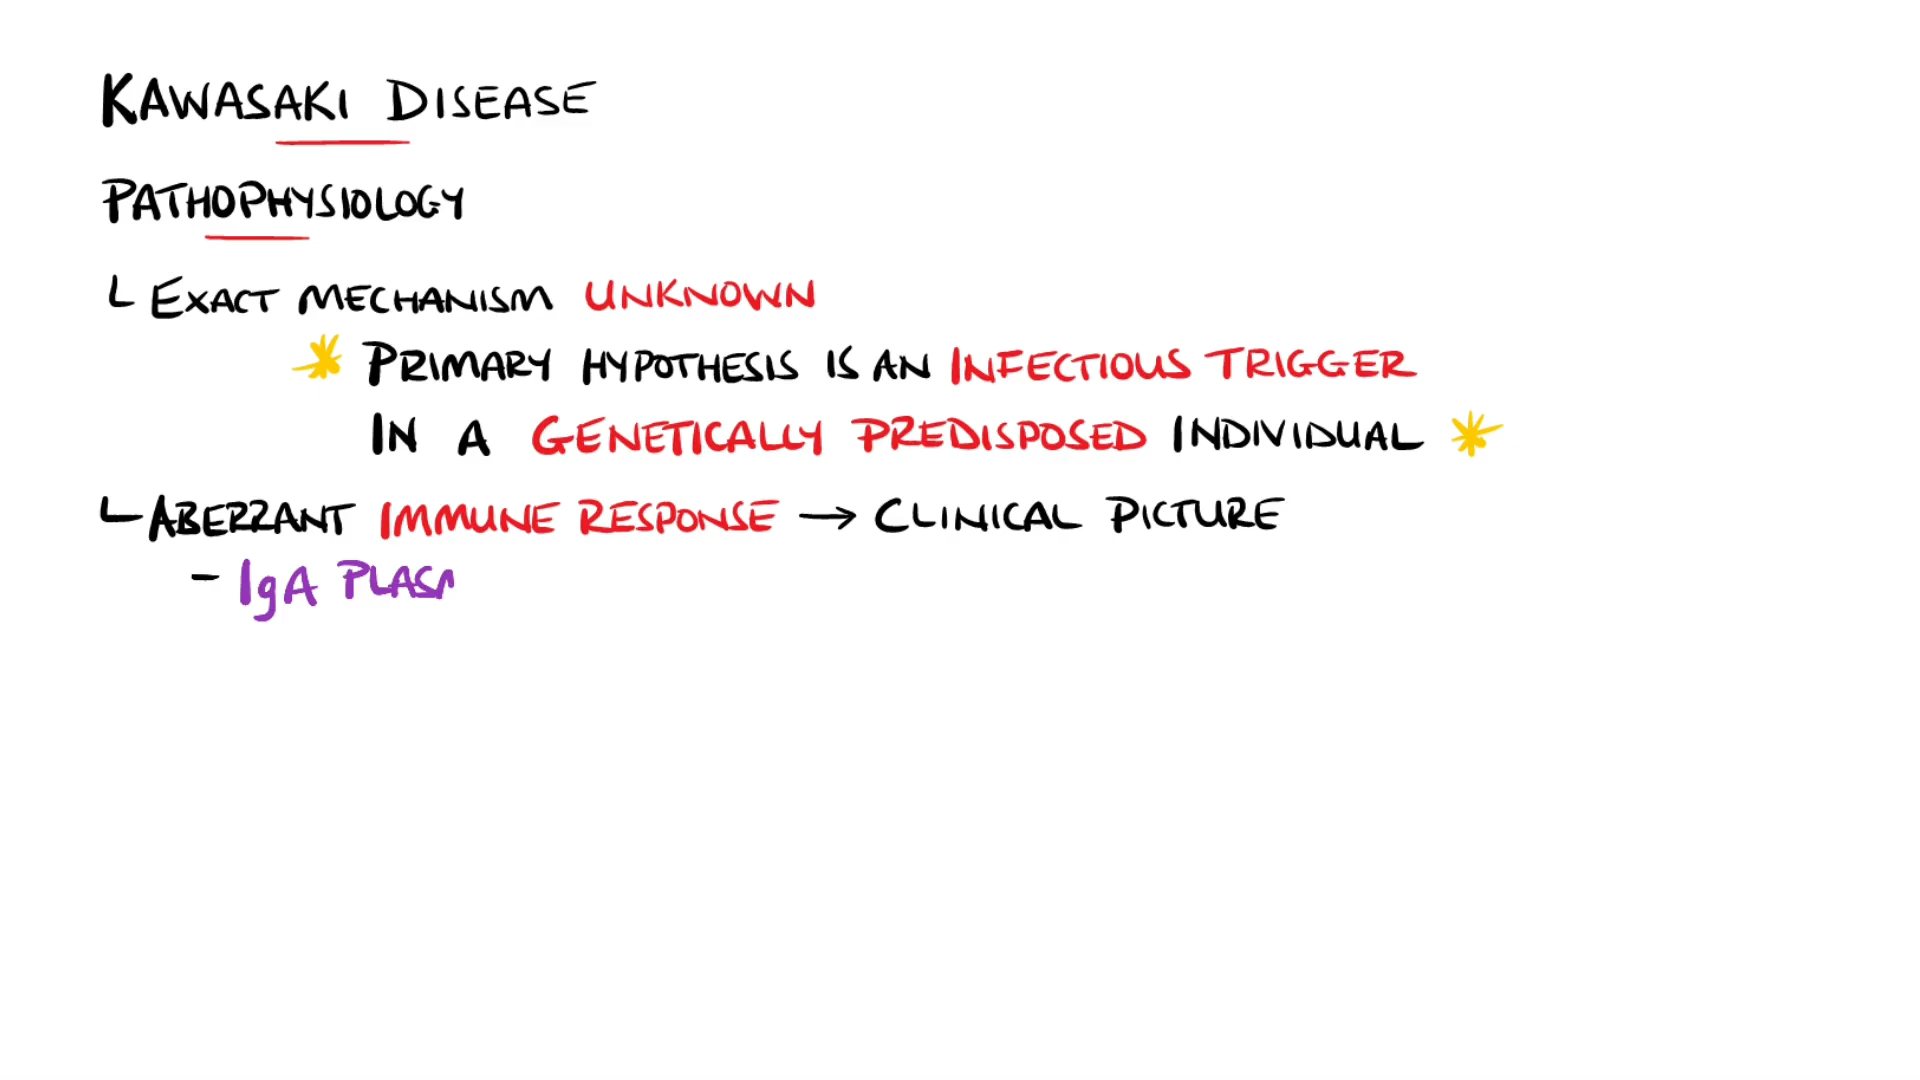 KAWASAKI DISEASE
PATHOPHYSIOLOGY
EXACT MECHANISM UNKNOWN
PRIMARY HYPOTHESIS IS AN INFECTIOUS TRIGGER
IN A GENETICALLY PREDISPOSED INDIVIDUAL
ABERRANT IMMUNE RESPONSE → CLINICAL PICTURE
- IgA PLAS